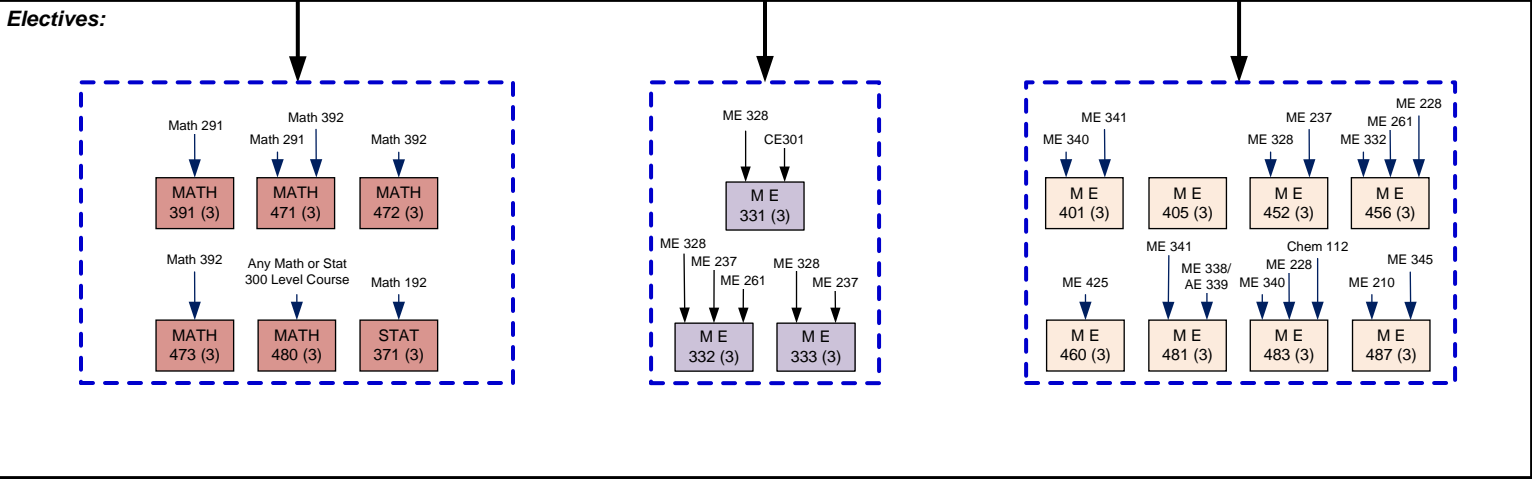 Electives:
Math 291
Math 291
Math 392
Math 392
MATH
391 (3)
MATH
471 (3)
MATH
472 (3)
Math 392
Any Math or Stat
300 Level Course
Math 192
MATH
473 (3)
MATH
480 (3)
STAT
371 (3)
ME 328
CE301
M E
331 (3)
ME 328
ME 237
ME 261
ME 328
ME 237
M E
332 (3)
M E
333 (3)
ME 340
ME 341
ME 328
ME 237
ME 332
ME 261
ME 228
M E
401 (3)
M E
405 (3)
M E
452 (3)
M E
456 (3)
ME 425
ME 341
ME 338/
AE 339
ME 340
ME 228
Chem 112
ME 210
ME 345
M E
460 (3)
M E
481 (3)
M E
483 (3)
M E
487 (3)